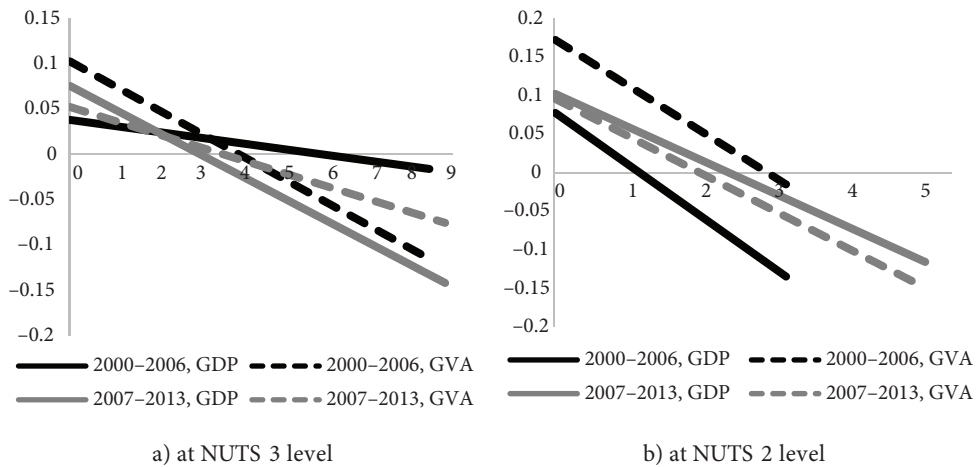 0.15
0.1
0.05
0
−0.05
−0.1
−0.15
−0.2
0 1 2 3 4 5 6 7 8 9
2000–2006, GDP 2000–2006, GVA
2007–2013, GDP 2007–2013, GVA
a) at NUTS 3 level
0.2
0.15
0.1
0.05
0
−0.05
−0.1
−0.15
−0.2
0 1 2 3 4 5
2000–2006, GDP 2000–2006, GVA
2007–2013, GDP 2007–2013, GVA
b) at NUTS 2 level